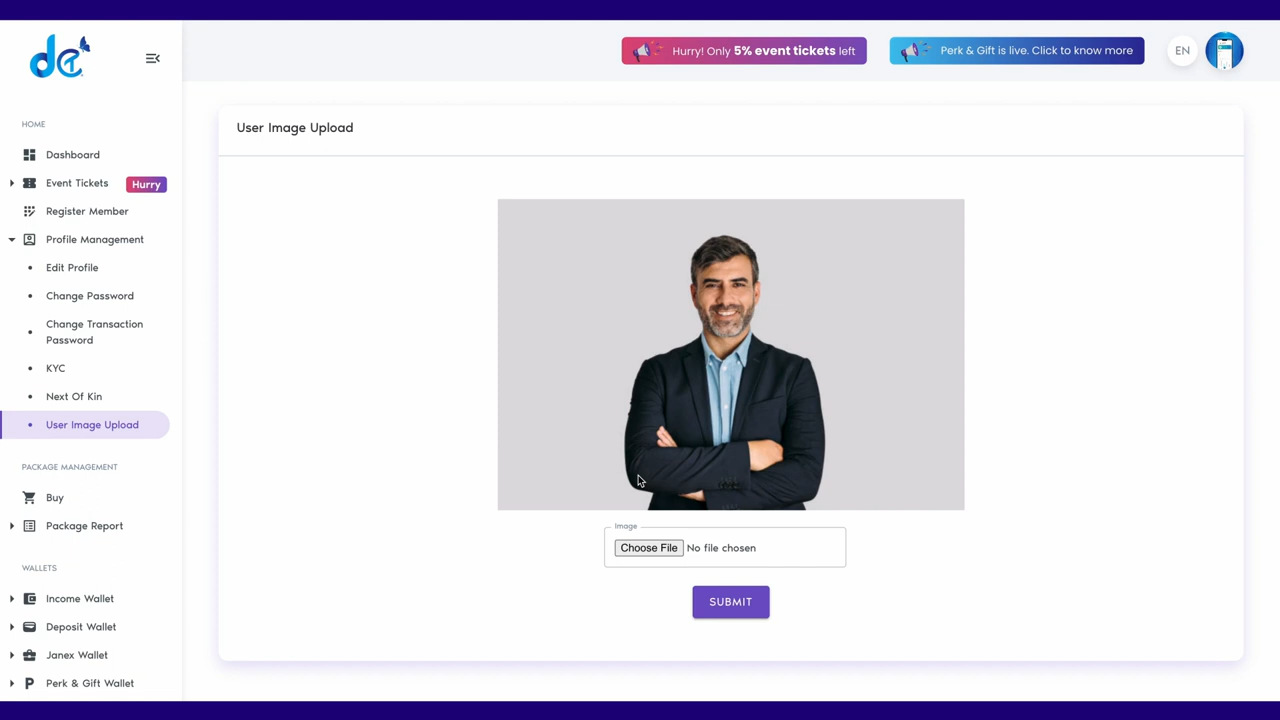 de
Hurry! Only 5% event tickets left
Perk & Gift is live. Click to know more
EN
HOME
Dashboard
Event Tickets Hurry
Register Member
Profile Management
Edit Profile
Change Password
Change Transaction
Password
KYC
Next Of Kin
User Image Upload
PACKAGE MANAGEMENT
Buy
Package Report
WALLETS
Income Wallet
Deposit Wallet
Janex Wallet
P Perk & Gift Wallet
User Image Upload
Image
Choose File No file chosen
SUBMIT